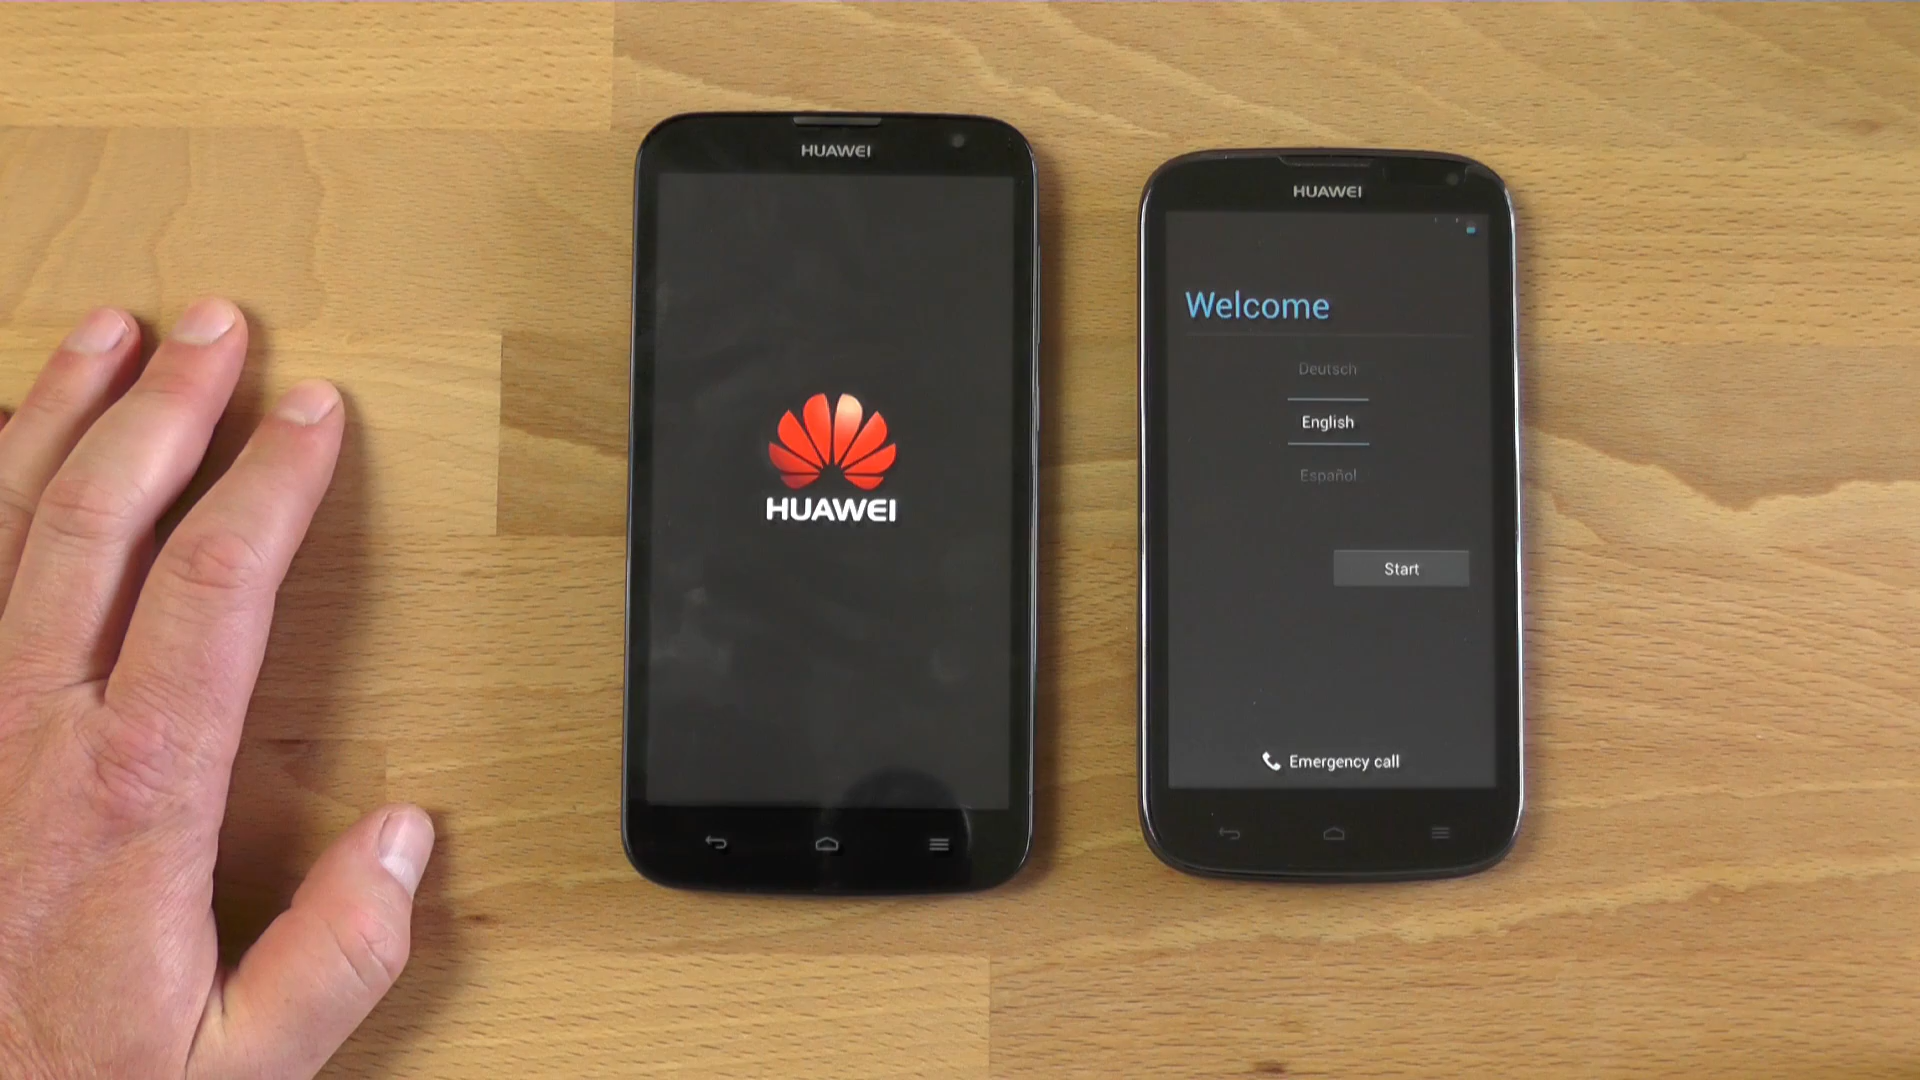 HUAWEI
HUAWEI
HUAWEI
Welcome
Deutsch
English
Español
Start
Emergency call